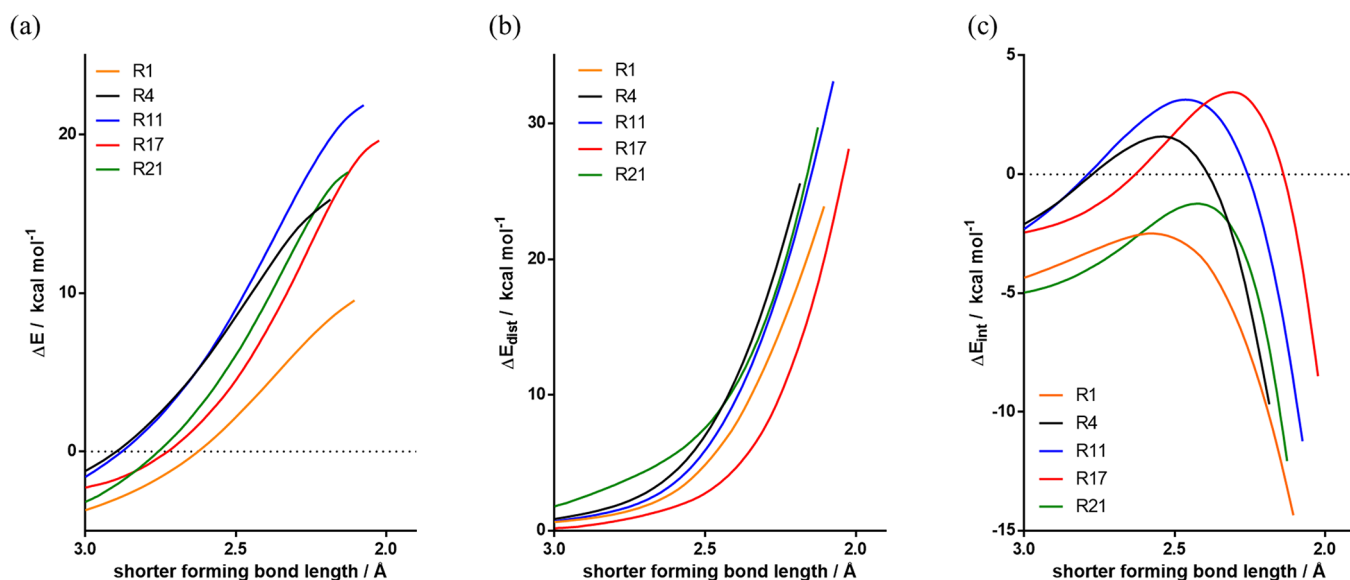 (a)
R1
R4
R11
R17
R21
20
10
0
3.0 2.5 2.0
ΔE / kcal mol⁻¹
shorter forming bond length / Å
(b)
R1
R4
R11
R17
R21
30
20
10
0
3.0 2.5 2.0
ΔE_dist / kcal mol⁻¹
shorter forming bond length / Å
(c)
5
0
-5
-10
-15
R1
R4
R11
R17
R21
3.0 2.5 2.0
ΔE_int / kcal mol⁻¹
shorter forming bond length / Å